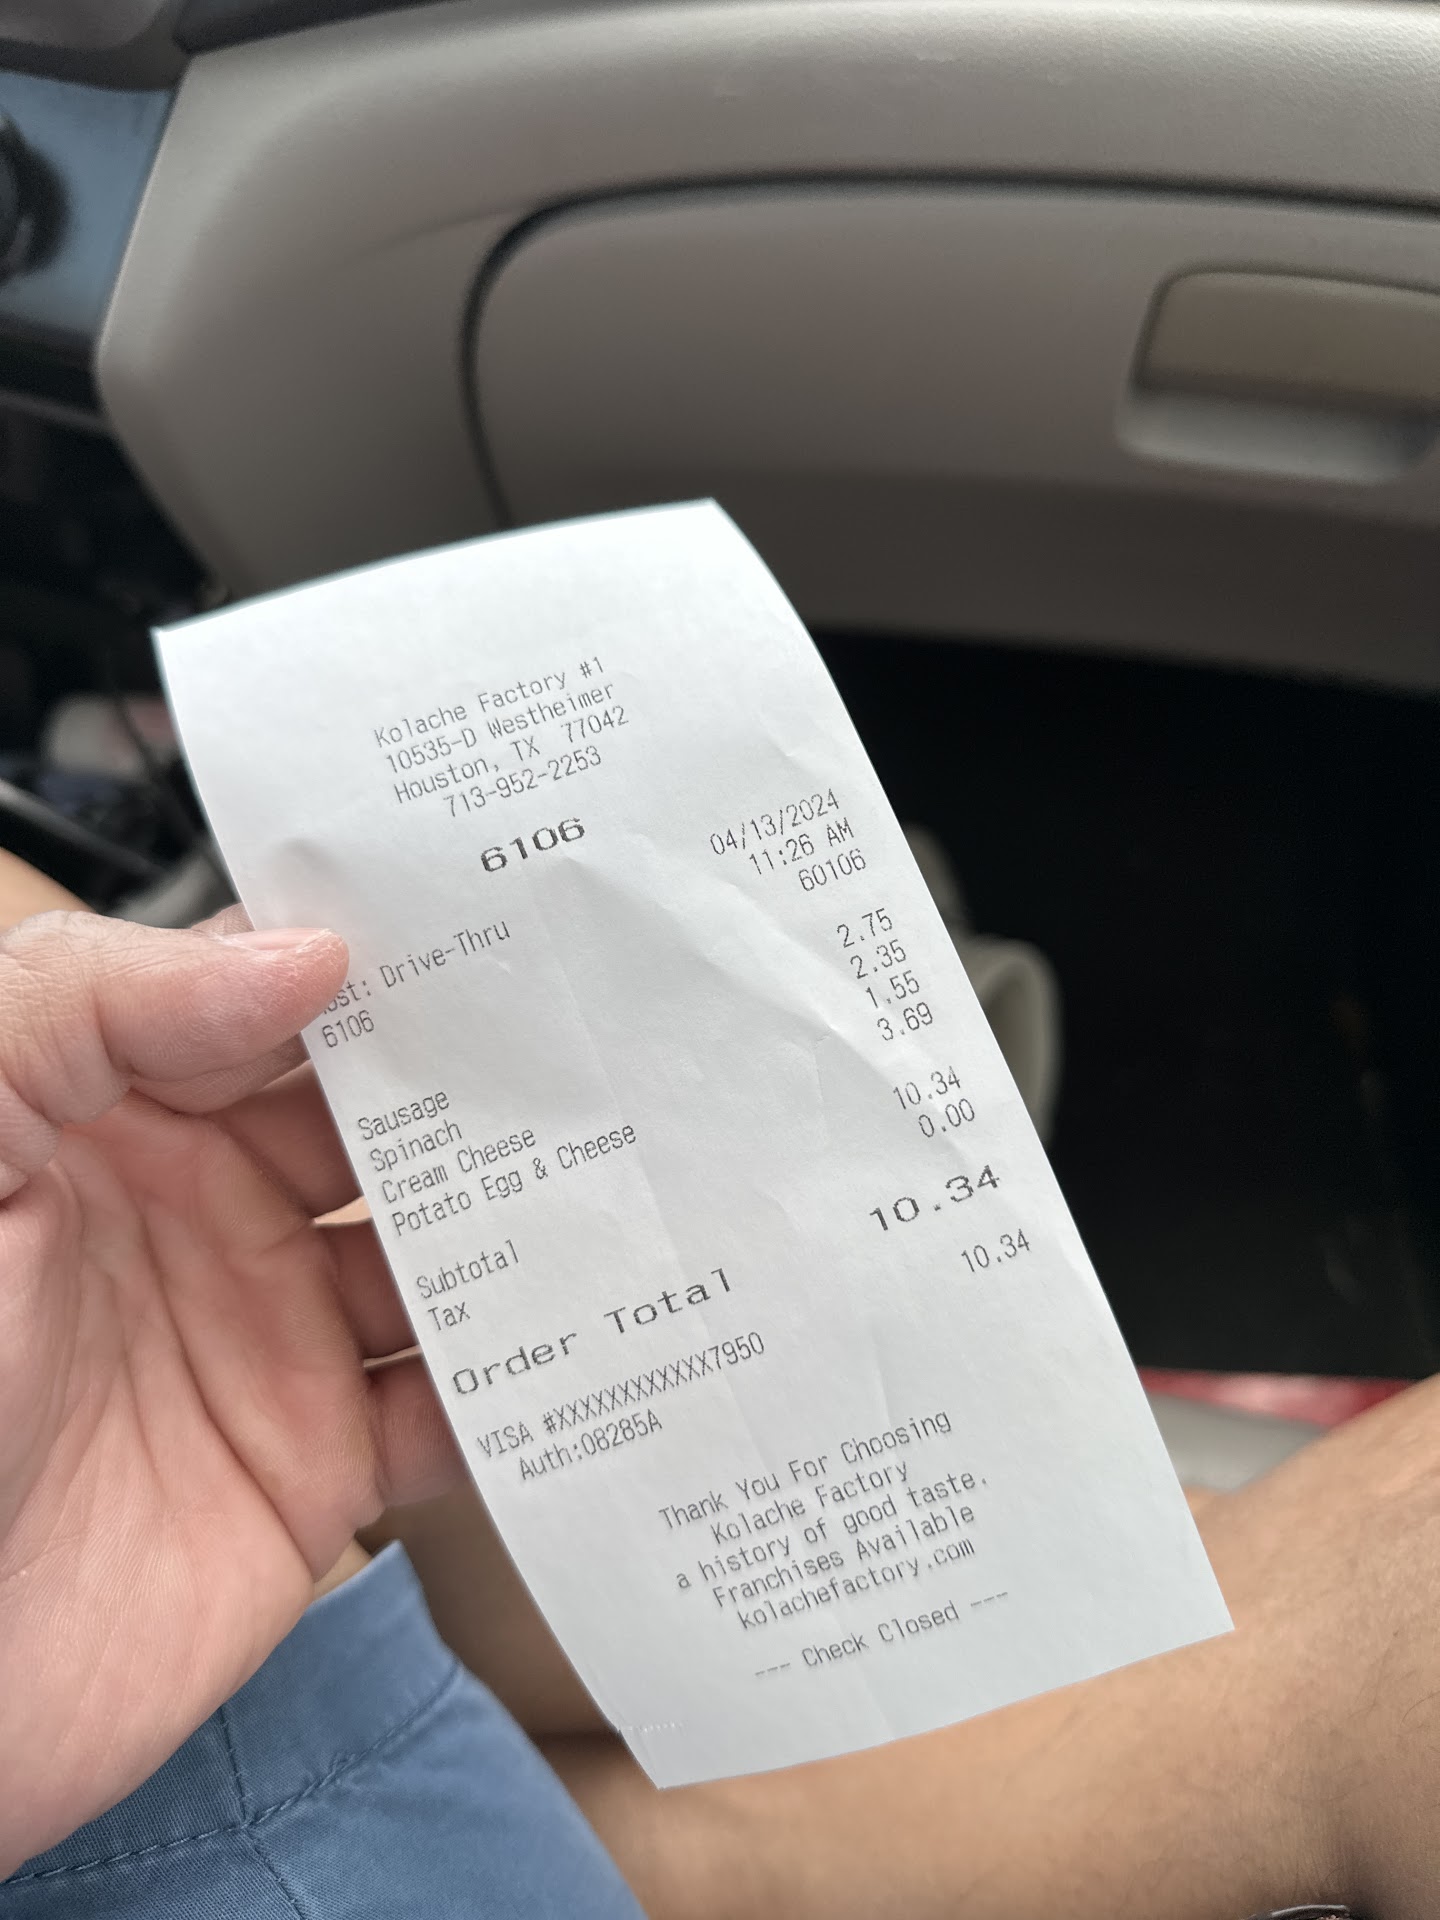 Kolache Factory #1
10535-D Westheimer
Houston, TX 77042
713-952-2253
6106
04/13/2024
11:26 AM
Drive-Thru
6106 60106
Sausage 2.75
Spinach 2.35
Cream Cheese 1.55
Potato Egg & Cheese 3.69
Subtotal 10.34
Tax 0.00
Order Total 10.34
VISA #XXXXXXXXXXXX7950 10.34
Auth:08285A
Thank You For Choosing
Kolache Factory
a history of good taste.
Franchises Available
kolachefactory.com
--- Check Closed ---